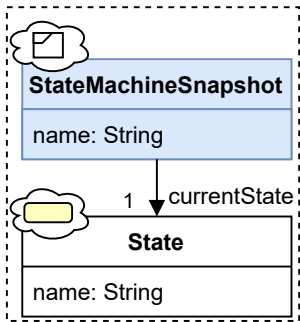 StateMachineSnapshot
name: String
1 currentState
State
name: String